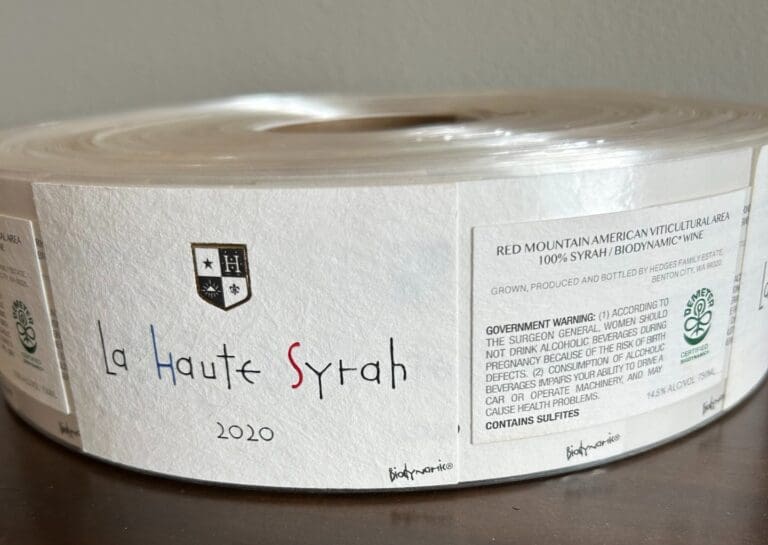 H
La Haute Syrah
2020
Biodynamic®
RED MOUNTAIN AMERICAN VITICULTURAL AREA
100% SYRAH / BIODYNAMIC® WINE
GROWN, PRODUCED AND BOTTLED BY HEDGES FAMILY ESTATE,
BENTON CITY, WA 99320.
GOVERNMENT WARNING: (1) ACCORDING TO
THE SURGEON GENERAL, WOMEN SHOULD
NOT DRINK ALCOHOLIC BEVERAGES DURING
PREGNANCY BECAUSE OF THE RISK OF BIRTH
DEFECTS. (2) CONSUMPTION OF ALCOHOLIC
BEVERAGES IMPAIRS YOUR ABILITY TO DRIVE A
CAR OR OPERATE MACHINERY, AND MAY
CAUSE HEALTH PROBLEMS.
CONTAINS SULFITES
DEMETER
CERTIFIED
BIODYNAMIC®
14.5% ALC/VOL 750ML
Biodynamic®